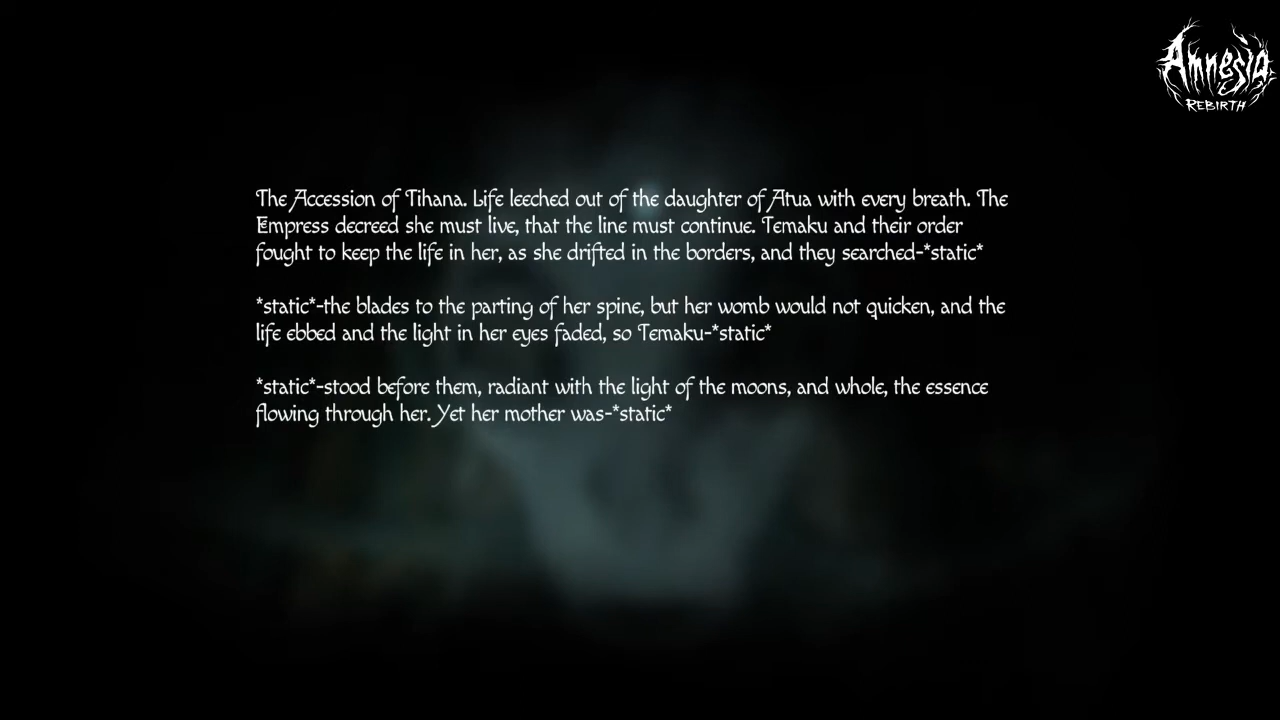 Amnesia
REBIRTH
The Accession of Tihana. Life leeched out of the daughter of Atua with every breath. The
Empress decreed she must live, that the line must continue. Temaku and their order
fought to keep the life in her, as she drifted in the borders, and they searched-*static*
*static*-the blades to the parting of her spine, but her womb would not quicken, and the
life ebbed and the light in her eyes faded, so Temaku-*static*
*static*-stood before them, radiant with the light of the moons, and whole, the essence
flowing through her. Yet her mother was-*static*